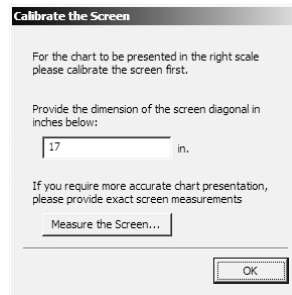 Calibrate the Screen
For the chart to be presented in the right scale
please calibrate the screen first.
Provide the dimension of the screen diagonal in
inches below:
17 in.
If you require more accurate chart presentation,
please provide exact screen measurements
Measure the Screen...
OK